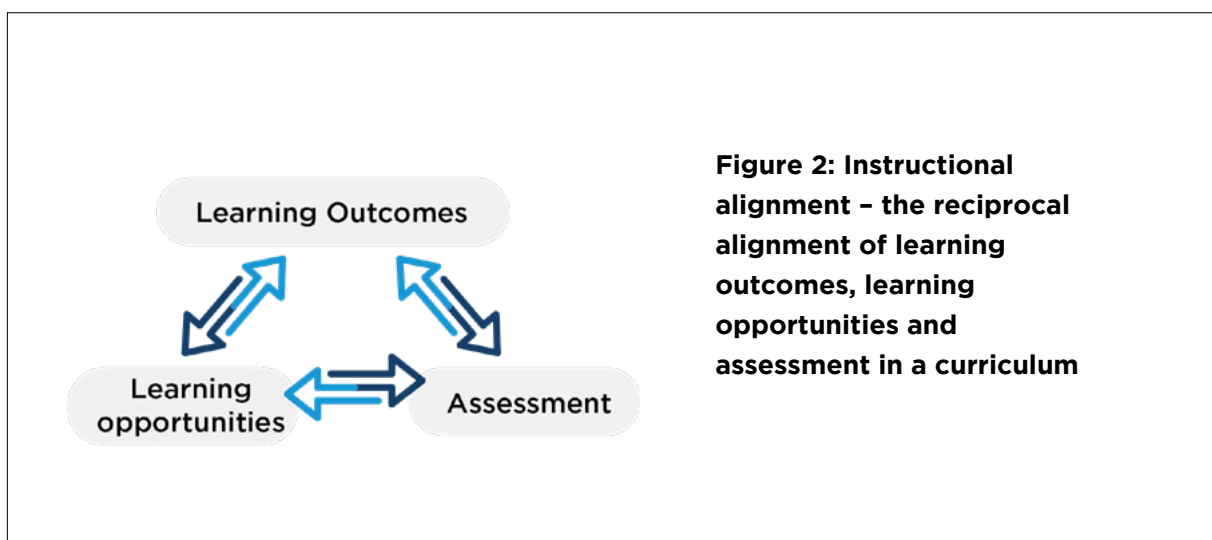 Learning Outcomes
Learning
opportunities
Assessment
Figure 2: Instructional
alignment – the reciprocal
alignment of learning
outcomes, learning
opportunities and
assessment in a curriculum